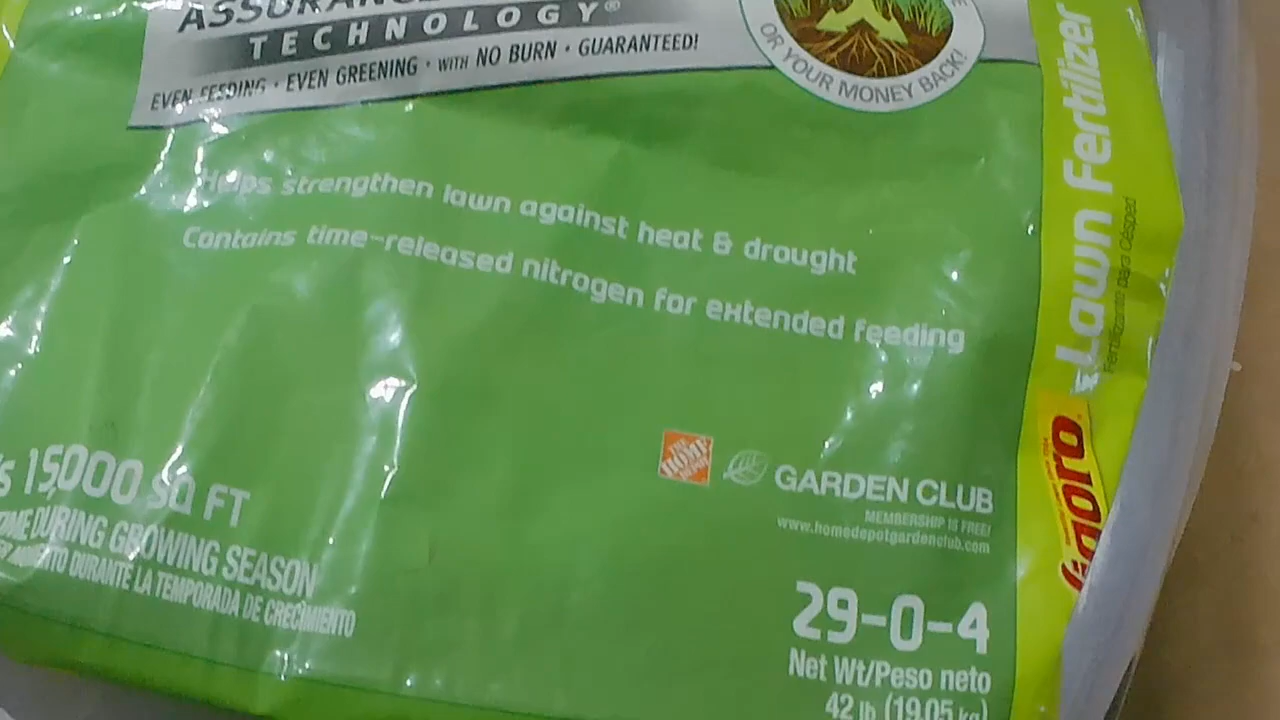 ASSURANCE
TECHNOLOGY®
EVEN FEEDING • EVEN GREENING • WITH NO BURN • GUARANTEED!
OR YOUR MONEY BACK!
Helps strengthen lawn against heat & drought
Contains time-released nitrogen for extended feeding
15,000 SQ FT
DURING GROWING SEASON
DURANTE LA TEMPORADA DE CRECIMIENTO
THE HOME DEPOT
GARDEN CLUB
MEMBERSHIP IS FREE!
www.homedepotgardenclub.com
29-0-4
Net Wt/Peso neto
42 lb (19.05 kg)
Lawn Fertilizer
Fertilizante para Césped
Vigoro